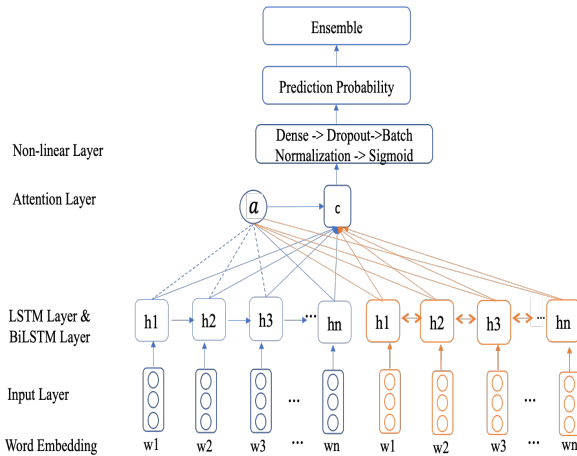 Ensemble
Prediction Probability
Non-linear Layer
Dense -> Dropout->Batch
Normalization -> Sigmoid
Attention Layer
a
c
LSTM Layer &
BiLSTM Layer
h1 h2 h3 ... hn h1 h2 h3 ... hn
Input Layer
... ...
Word Embedding w1 w2 w3 ... wn w1 w2 w3 ... wn